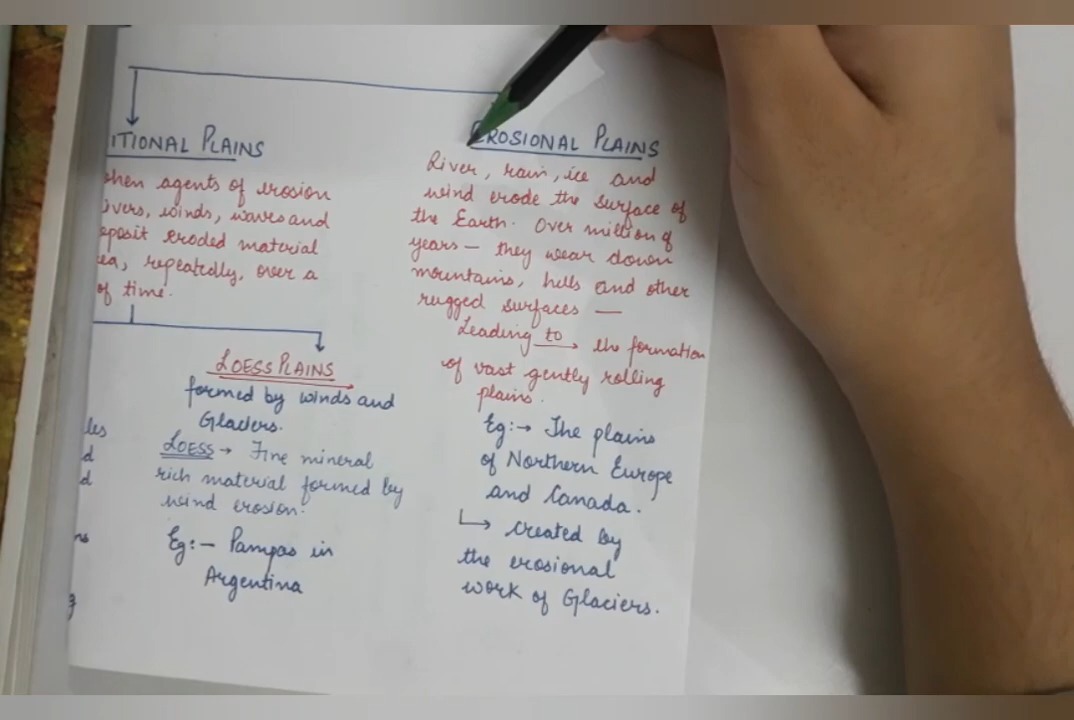 ITIONAL PLAINS
hen agents of erosion
ivers, winds, waves and
eposit eroded material
ea, repeatedly, over a
of time.
LOESS PLAINS
formed by winds and
Glaciers.
LOESS → Fine mineral
rich material formed by
wind erosion.
Eg:- Pampas in
Argentina
les
d
d
ns
EROSIONAL PLAINS
River, rain, ice and
wind erode the surface of
the Earth. Over million of
years — they wear down
mountains, hills and other
rugged surfaces —
Leading to → the formation
of vast gently rolling
plains.
Eg:→ The plains
of Northern Europe
and Canada.
↳ created by
the erosional
work of Glaciers.